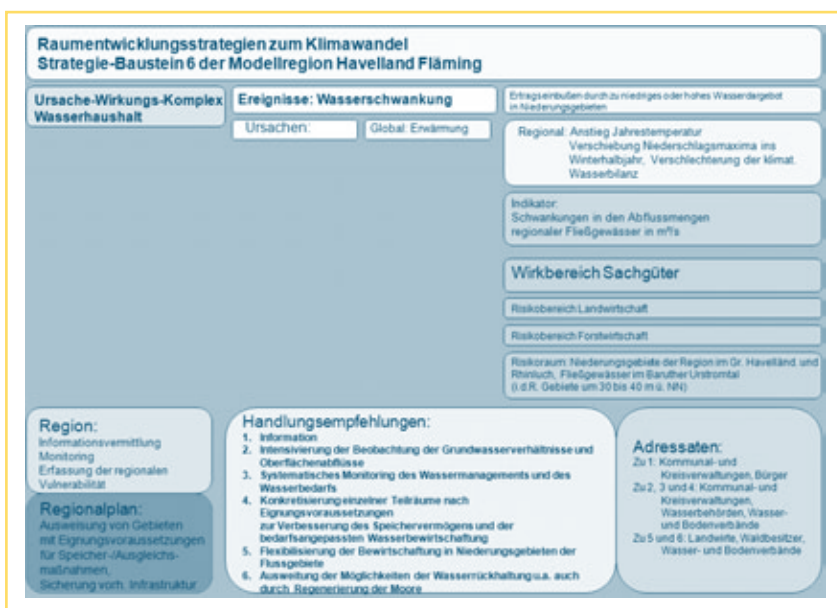 Raumentwicklungsstrategien zum Klimawandel
Strategie-Baustein 6 der Modellregion Havelland Fläming
Ursache-Wirkungs-Komplex
Wasserhaushalt
Ereignisse: Wasserschwankung
Ursachen:
Global: Erwärmung
Ertragseinbußen durch zu niedriges oder hohes Wasserdargebot
in Niederungsgebieten
Regional: Anstieg Jahrestemperatur
Verschiebung Niederschlagsmaxima ins
Winterhalbjahr, Verschlechterung der klimat.
Wasserbilanz
Indikator:
Schwankungen in den Abflussmengen
regionaler Fließgewässer in m³/s
Wirkbereich Sachgüter
Risikobereich Landwirtschaft
Risikobereich Forstwirtschaft
Risikoraum: Niederungsgebiete der Region im Gr. Havelländ. und
Rhinluch, Fließgewässer im Baruther Urstromtal
(i.d.R. Gebiete um 30 bis 40 m ü. NN)
Region:
Informationsvermittlung
Monitoring
Erfassung der regionalen
Vulnerabilität
Regionalplan:
Ausweisung von Gebieten
mit Eignungsvoraussetzungen
für Speicher-/Ausgleichs-
maßnahmen,
Sicherung vorh. Infrastruktur
Handlungsempfehlungen:
1. Information
2. Intensivierung der Beobachtung der Grundwasserverhältnisse und
Oberflächenabflüsse
3. Systematisches Monitoring des Wassermanagements und des
Wasserbedarfs
4. Konkretisierung einzelner Teilräume nach
Eignungsvoraussetzungen
zur Verbesserung des Speichervermögens und der
bedarfsangepassten Wasserbewirtschaftung
5. Flexibilisierung der Bewirtschaftung in Niederungsgebieten der
Flussgebiete
6. Ausweitung der Möglichkeiten der Wasserrückhaltung u.a. auch
durch Regenerierung der Moore
Adressaten:
Zu 1: Kommunal- und
Kreisverwaltungen, Bürger
Zu 2, 3 und 4: Kommunal- und
Kreisverwaltungen,
Wasserbehörden, Wasser-
und Bodenverbände
Zu 5 und 6: Landwirte, Waldbesitzer,
Wasser- und Bodenverbände